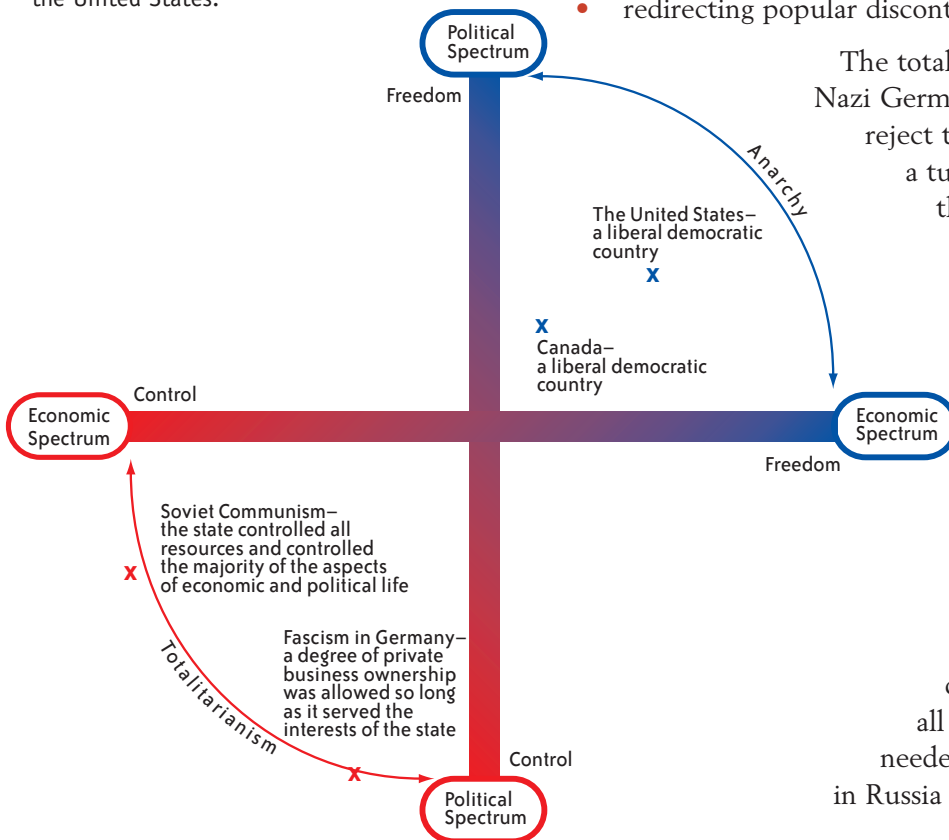 the United States.
• redirecting popular discont
Political
Spectrum
Freedom
The total
Nazi Germ
reject t
a tu
th
Anarchy
The United States–
a liberal democratic
country
x
x
Canada–
a liberal democratic
country
Control
Economic
Spectrum
Economic
Spectrum
Freedom
Soviet Communism–
the state controlled all
resources and controlled
the majority of the aspects
of economic and political life
x
Totalitarianism
Fascism in Germany–
a degree of private
business ownership
was allowed so long
as it served the
interests of the state
x
Control
Political
Spectrum
all
neede
in Russia